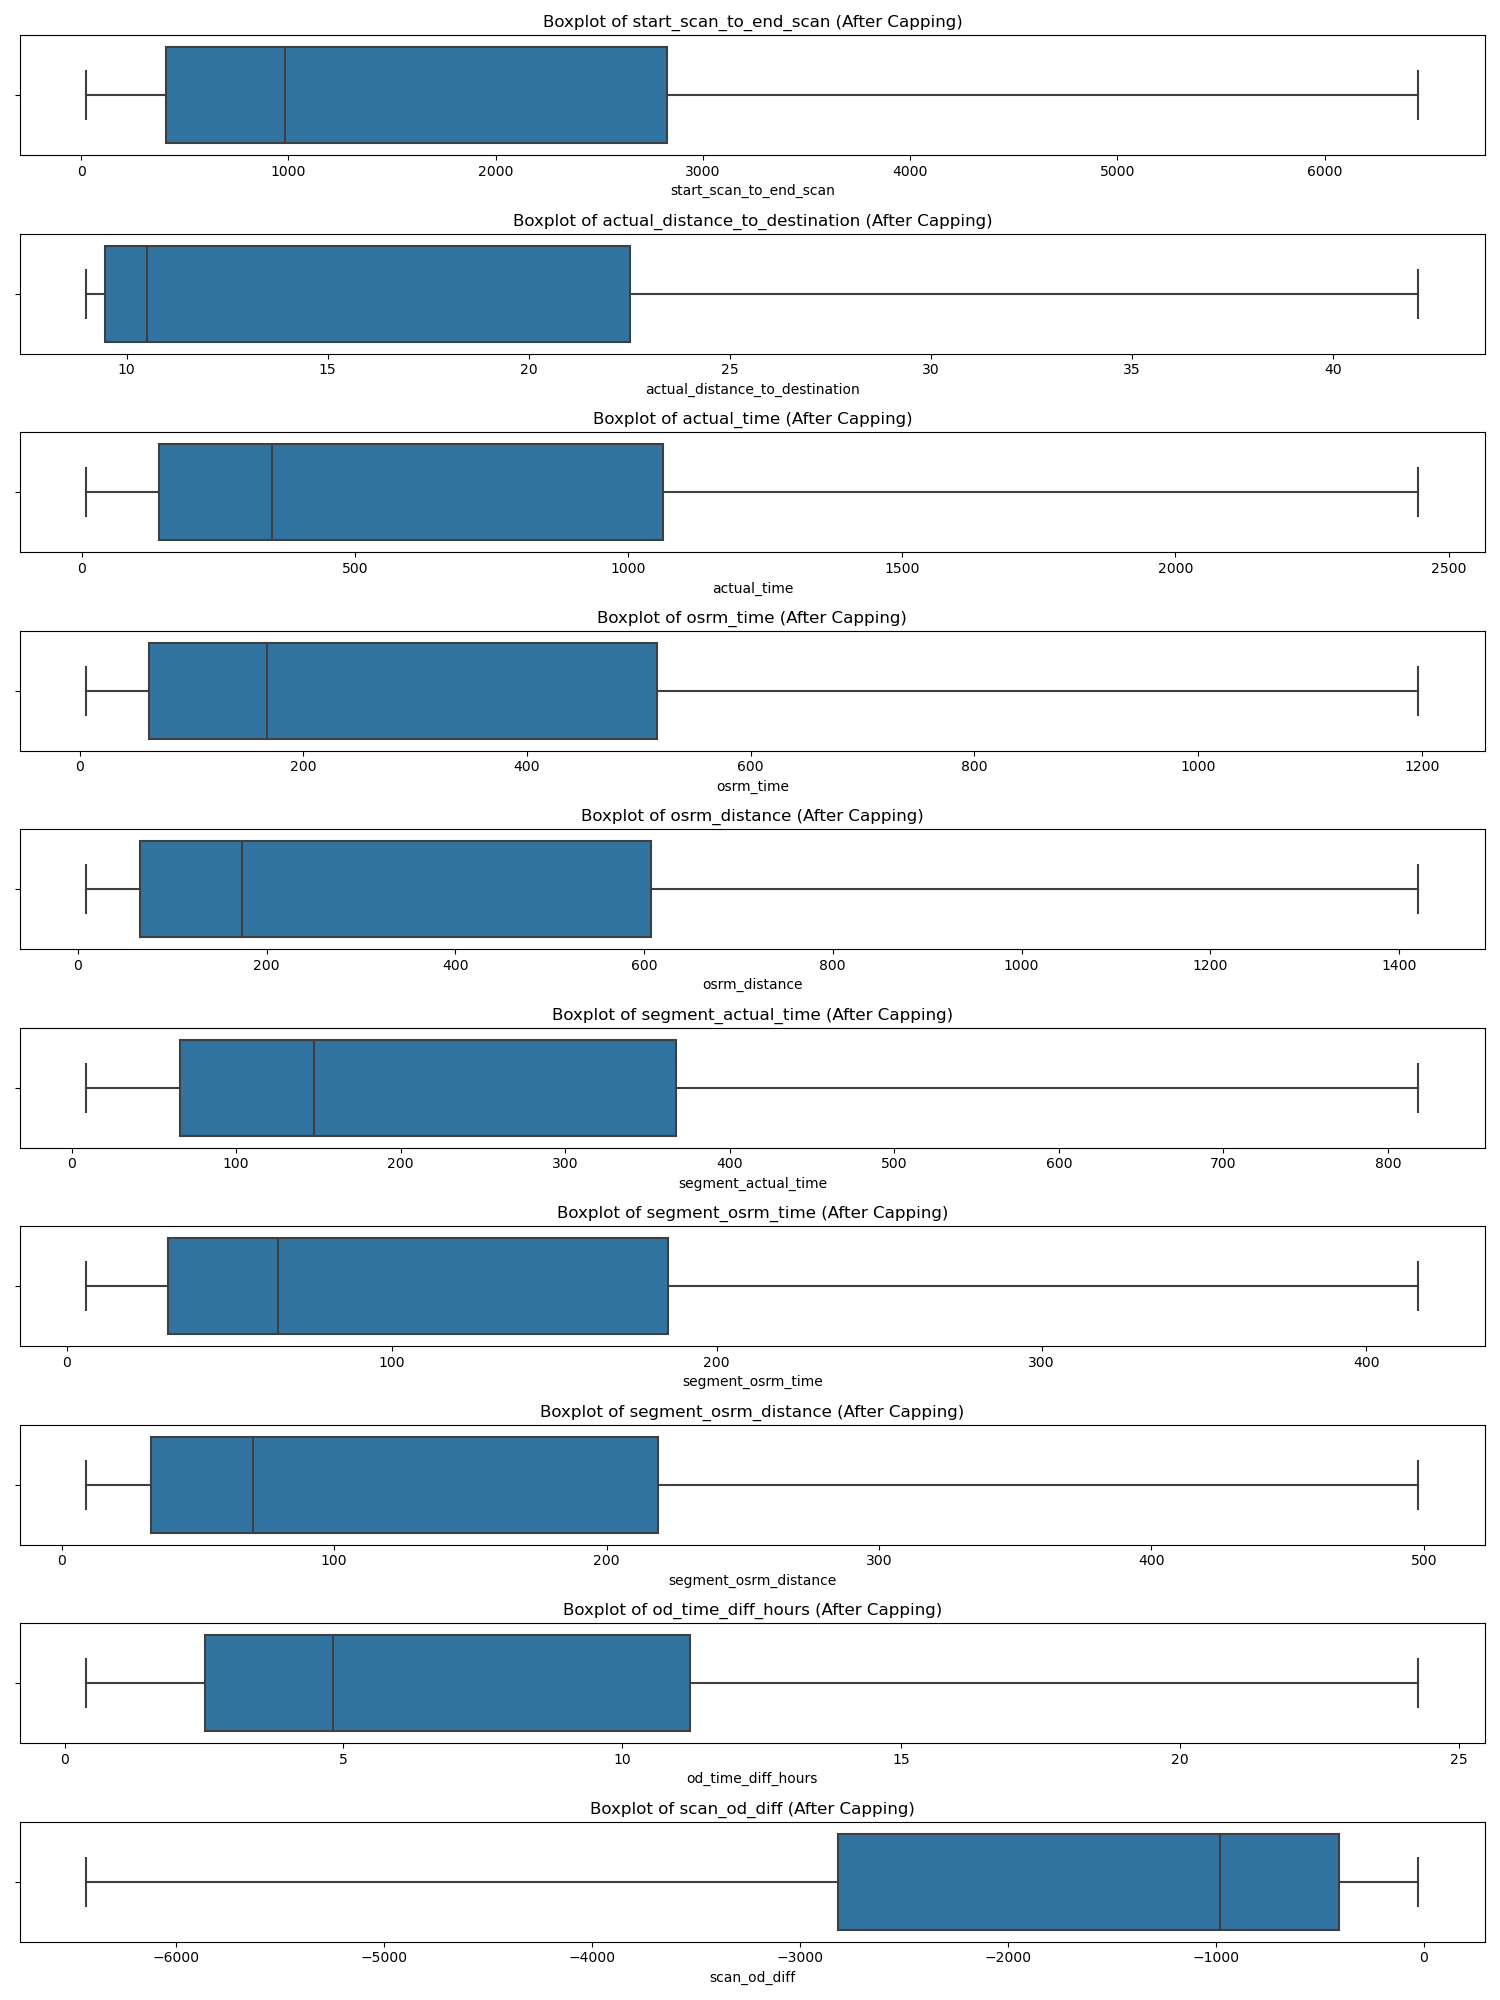 Boxplot of start_scan_to_end_scan (After Capping)
0 1000 2000 3000 4000 5000 6000
start_scan_to_end_scan
Boxplot of actual_distance_to_destination (After Capping)
10 15 20 25 30 35 40
actual_distance_to_destination
Boxplot of actual_time (After Capping)
0 500 1000 1500 2000 2500
actual_time
Boxplot of osrm_time (After Capping)
0 200 400 600 800 1000 1200
osrm_time
Boxplot of osrm_distance (After Capping)
0 200 400 600 800 1000 1200 1400
osrm_distance
Boxplot of segment_actual_time (After Capping)
0 100 200 300 400 500 600 700 800
segment_actual_time
Boxplot of segment_osrm_time (After Capping)
0 100 200 300 400
segment_osrm_time
Boxplot of segment_osrm_distance (After Capping)
0 100 200 300 400 500
segment_osrm_distance
Boxplot of od_time_diff_hours (After Capping)
0 5 10 15 20 25
od_time_diff_hours
Boxplot of scan_od_diff (After Capping)
−6000 −5000 −4000 −3000 −2000 −1000 0
scan_od_diff